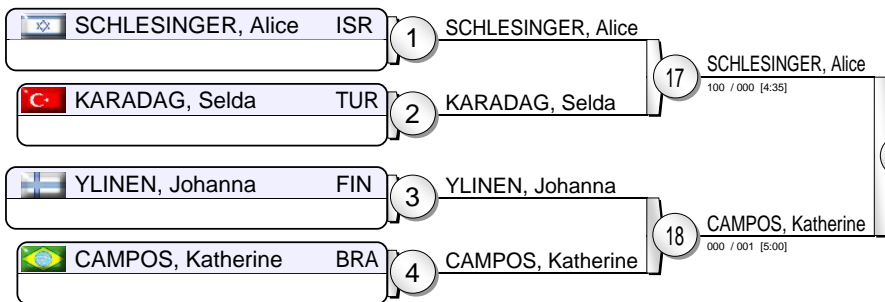 SCHLESINGER, Alice ISR
1
SCHLESINGER, Alice
17
SCHLESINGER, Alice
100 / 000 [4:35]
KARADAG, Selda TUR
2
KARADAG, Selda
YLINEN, Johanna FIN
3
YLINEN, Johanna
18
CAMPOS, Katherine
000 / 001 [5:00]
CAMPOS, Katherine BRA
4
CAMPOS, Katherine